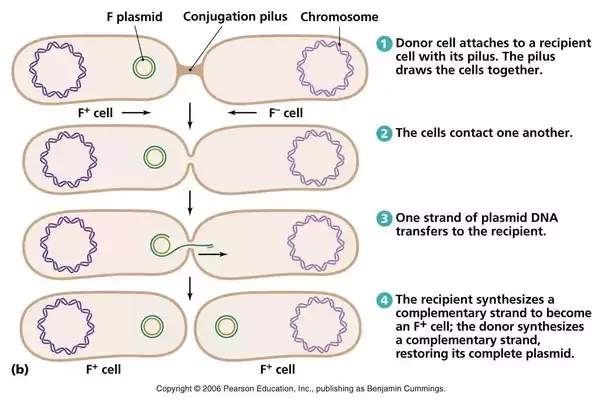 F plasmid
Conjugation pilus
Chromosome
1 Donor cell attaches to a recipient
cell with its pilus. The pilus
draws the cells together.
F+ cell
F– cell
2 The cells contact one another.
3 One strand of plasmid DNA
transfers to the recipient.
4 The recipient synthesizes a
complementary strand to become
an F+ cell; the donor synthesizes
a complementary strand,
restoring its complete plasmid.
(b)
F+ cell
F+ cell
Copyright © 2006 Pearson Education, Inc., publishing as Benjamin Cummings.